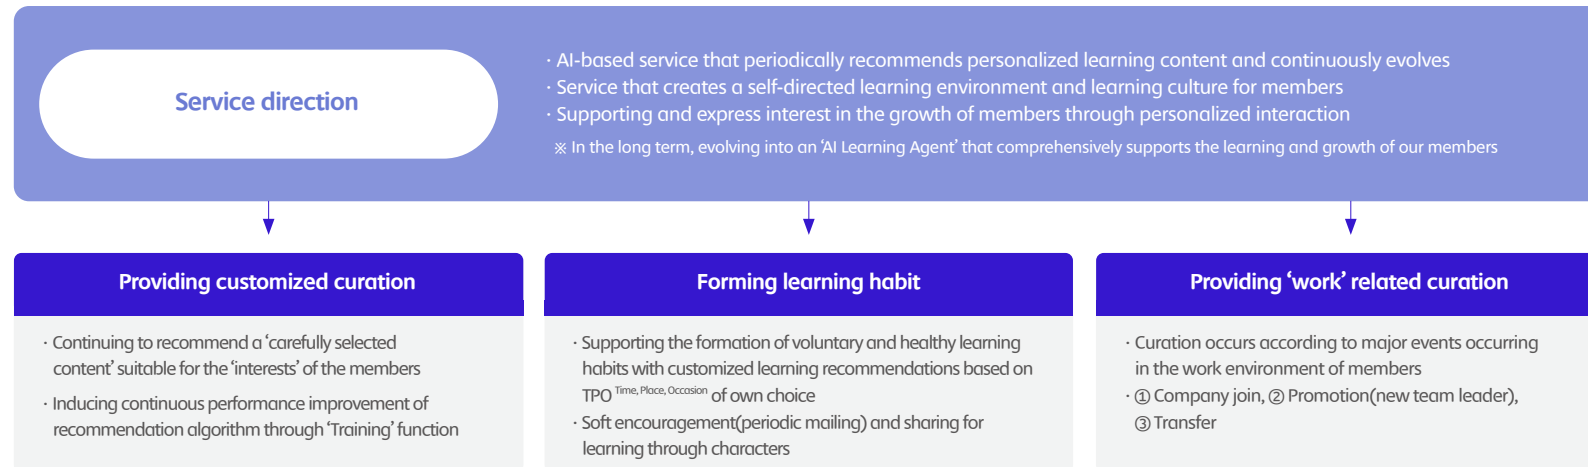 Service direction
· AI-based service that periodically recommends personalized learning content and continuously evolves
· Service that creates a self-directed learning environment and learning culture for members
· Supporting and express interest in the growth of members through personalized interaction
※ In the long term, evolving into an ‘AI Learning Agent’ that comprehensively supports the learning and growth of our members
Providing customized curation
· Continuing to recommend a ‘carefully selected
content’ suitable for the ‘interests’ of the members
· Inducing continuous performance improvement of
recommendation algorithm through ‘Training’ function
Forming learning habit
· Supporting the formation of voluntary and healthy learning
habits with customized learning recommendations based on
TPO Time, Place, Occasion of own choice
· Soft encouragement(periodic mailing) and sharing for
learning through characters
Providing ‘work’ related curation
· Curation occurs according to major events occurring
in the work environment of members
· ① Company join, ② Promotion(new team leader),
③ Transfer